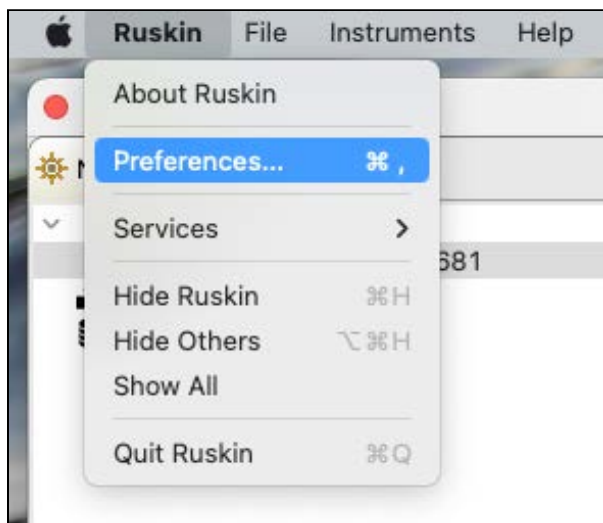 Ruskin File Instruments Help
About Ruskin
Preferences... ⌘ ,
Services
681
Hide Ruskin ⌘H
Hide Others ⌥⌘H
Show All
Quit Ruskin ⌘Q